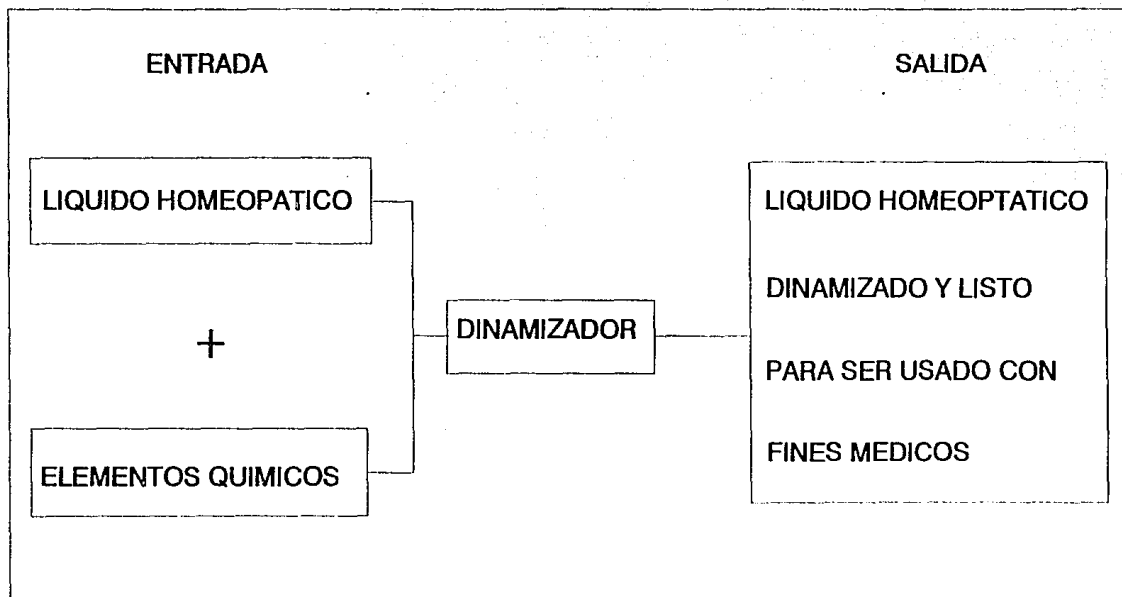 ENTRADA
SALIDA
LIQUIDO HOMEOPATICO
+
ELEMENTOS QUIMICOS
DINAMIZADOR
LIQUIDO HOMEOPTATICO
DINAMIZADO Y LISTO
PARA SER USADO CON
FINES MEDICOS